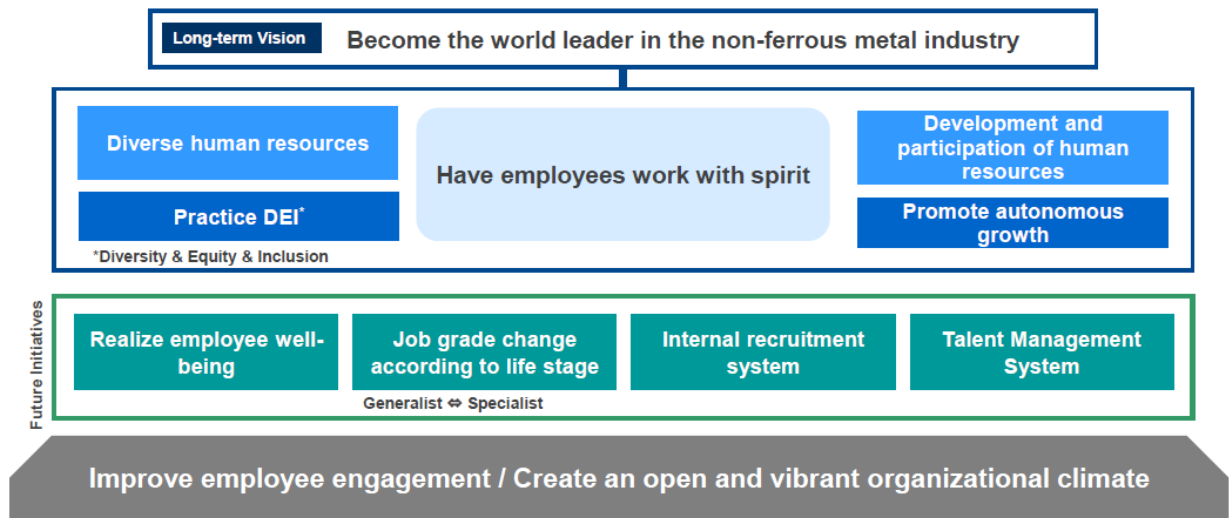 Long-term Vision
Become the world leader in the non-ferrous metal industry
Diverse human resources
Practice DEI*
*Diversity & Equity & Inclusion
Have employees work with spirit
Development and
participation of human
resources
Promote autonomous
growth
Future Initiatives
Realize employee well-
being
Job grade change
according to life stage
Generalist ⇔ Specialist
Internal recruitment
system
Talent Management
System
Improve employee engagement / Create an open and vibrant organizational climate